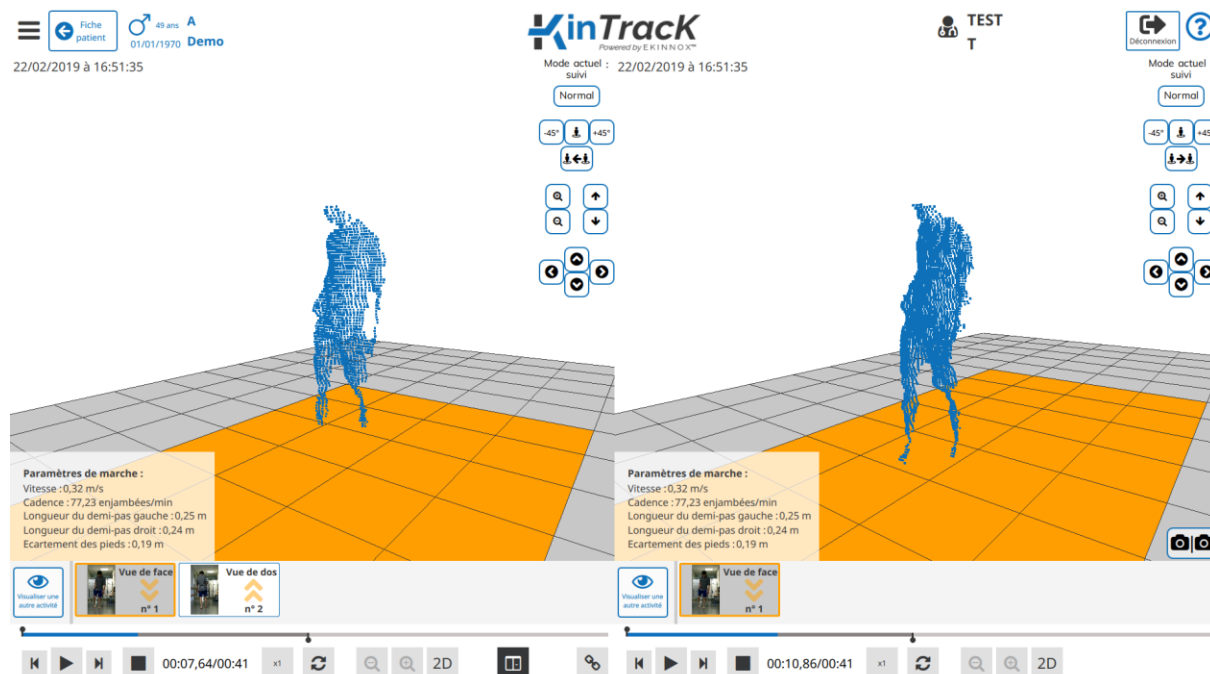 Fiche
patient
49 ans
01/01/1970
A
Demo
KinTracK
Powered by EKINNOX™
TEST
T
Déconnexion
?
22/02/2019 à 16:51:35
Mode actuel :
suivi
Normal
-45°
+45°
Paramètres de marche :
Vitesse :0,32 m/s
Cadence :77,23 enjambées/min
Longueur du demi-pas gauche :0,25 m
Longueur du demi-pas droit :0,24 m
Ecartement des pieds :0,19 m
Visualiser une
autre activité
Vue de face
n° 1
Vue de dos
n° 2
00:07,64/00:41
x1
2D
22/02/2019 à 16:51:35
Mode actuel :
suivi
Normal
-45°
+45°
Paramètres de marche :
Vitesse :0,32 m/s
Cadence :77,23 enjambées/min
Longueur du demi-pas gauche :0,25 m
Longueur du demi-pas droit :0,24 m
Ecartement des pieds :0,19 m
Visualiser une
autre activité
Vue de face
n° 1
00:10,86/00:41
x1
2D